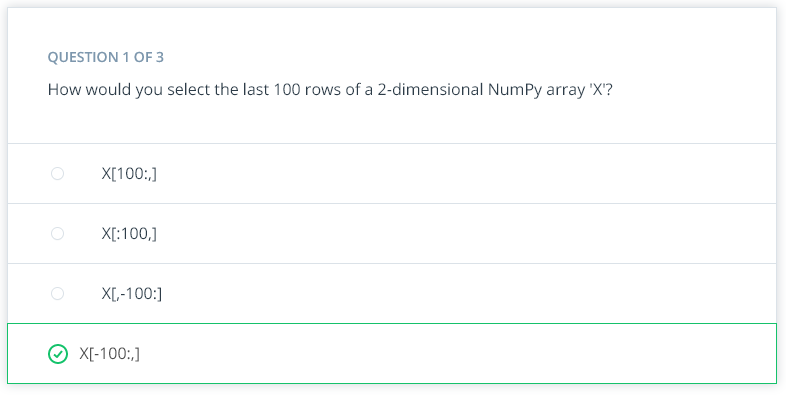 QUESTION 1 OF 3
How would you select the last 100 rows of a 2-dimensional NumPy array 'X'?
X[100:,]
X[:100,]
X[,-100:]
X[-100:,]